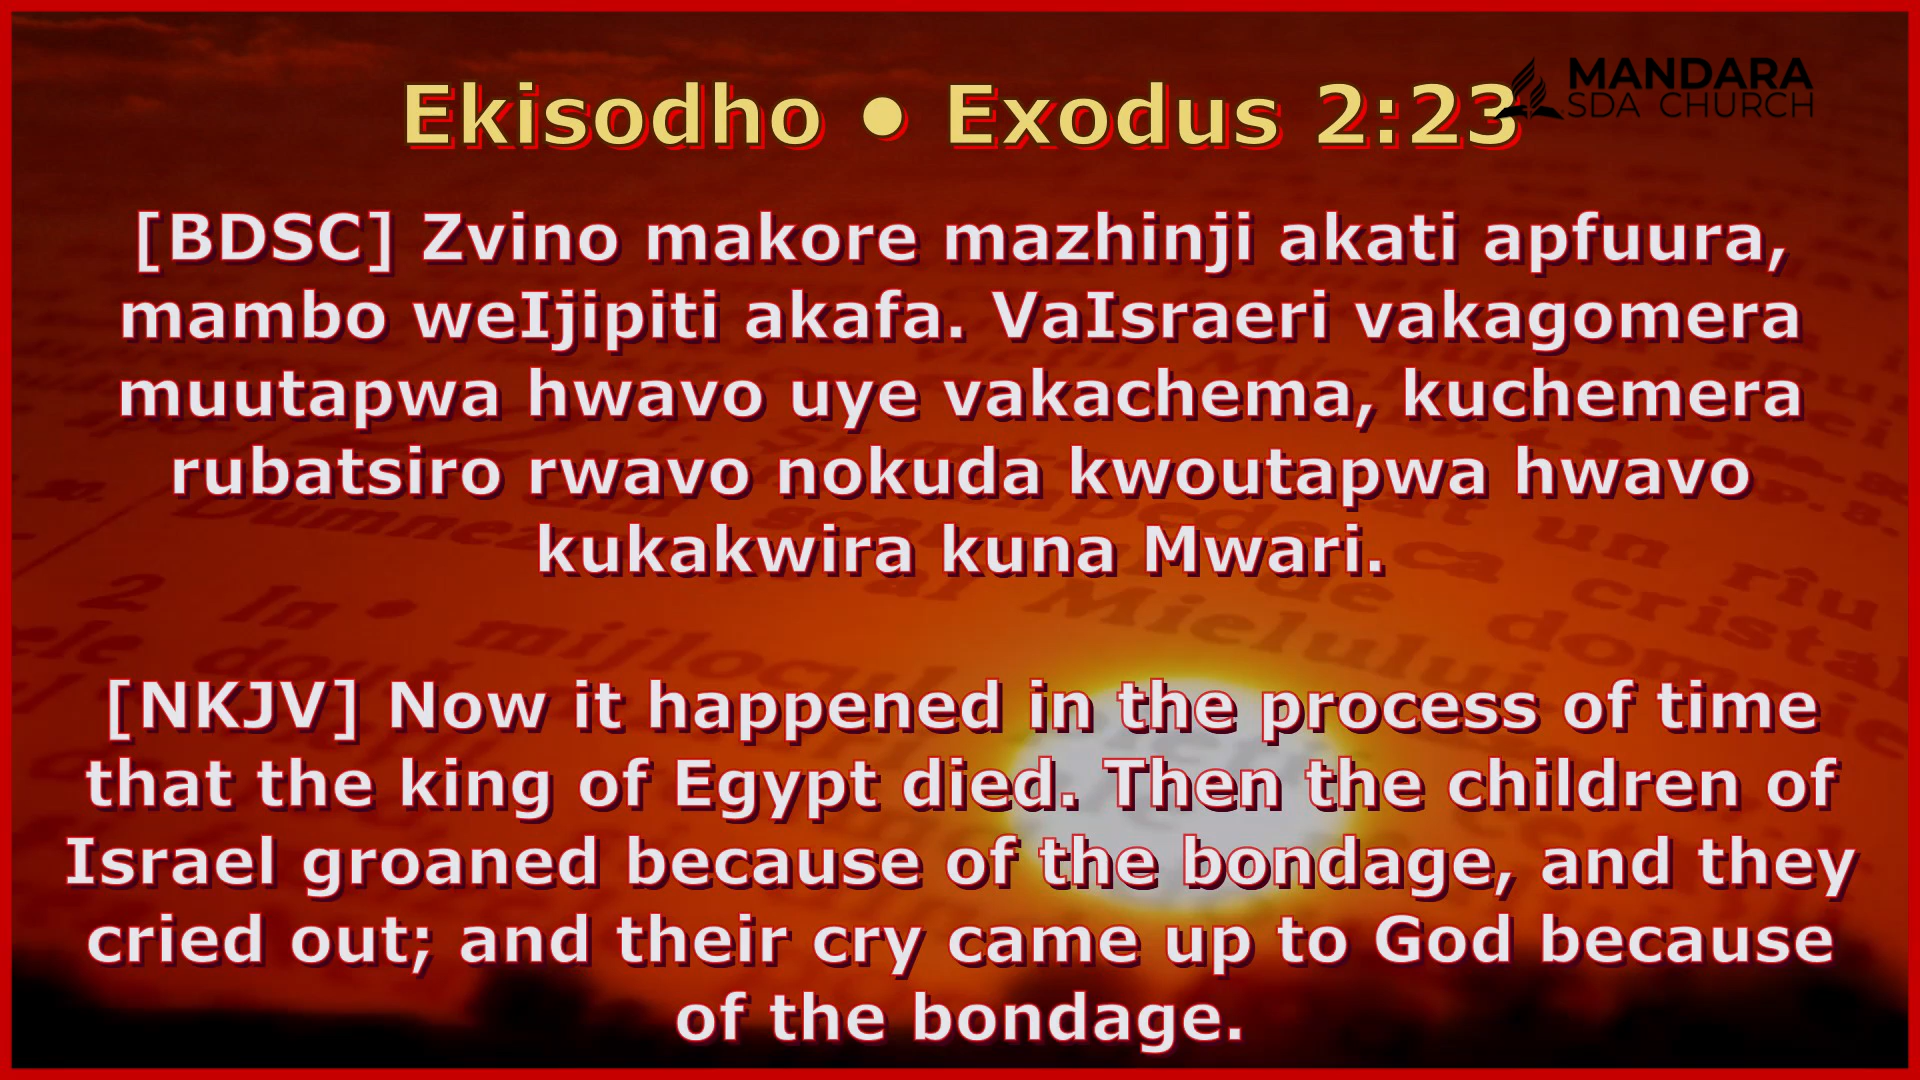 MANDARA
SDA CHURCH
Ekisodho • Exodus 2:23
[BDSC] Zvino makore mazhinji akati apfuura,
mambo weIjipiti akafa. VaIsraeri vakagomera
muutapwa hwavo uye vakachema, kuchemera
rubatsiro rwavo nokuda kwoutapwa hwavo
kukakwira kuna Mwari.
[NKJV] Now it happened in the process of time
that the king of Egypt died. Then the children of
Israel groaned because of the bondage, and they
cried out; and their cry came up to God because
of the bondage.